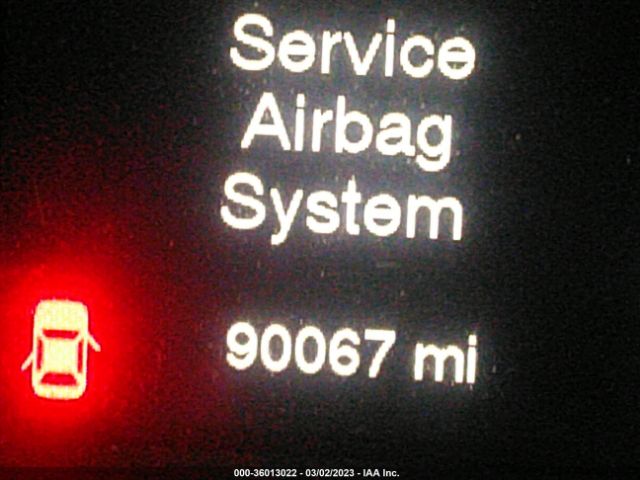 Service
Airbag
System
90067 mi
000-36013022 - 03/02/2023 - IAA Inc.